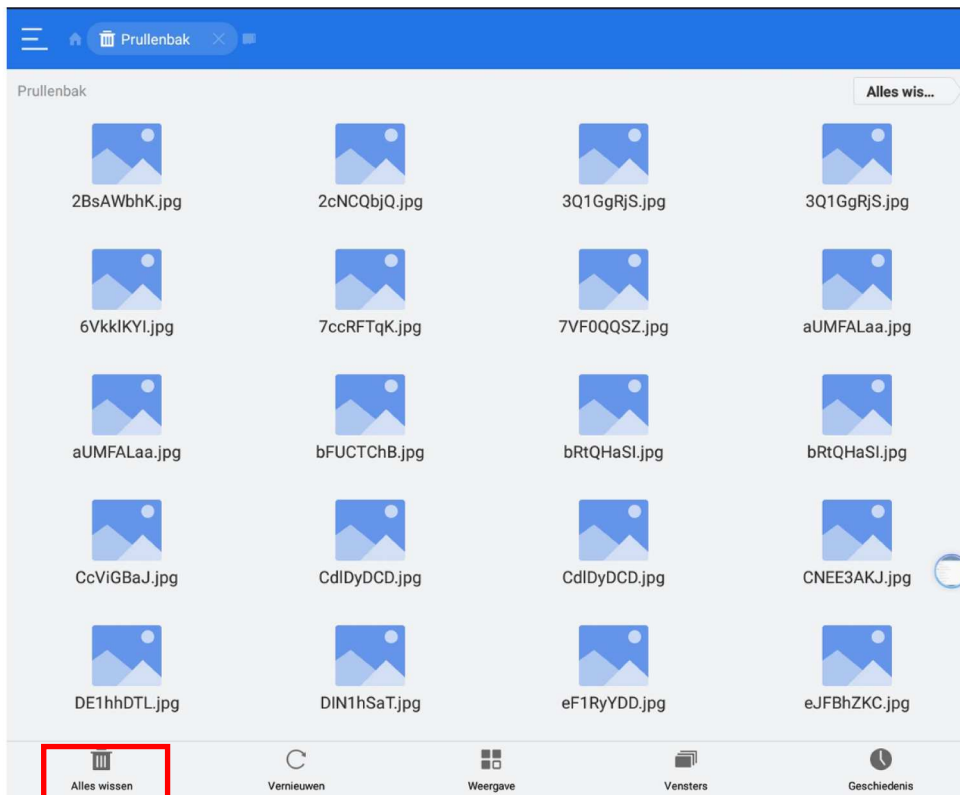 Prullenbak
Prullenbak
Alles wis...
2BsAWbhK.jpg
2cNCQbjQ.jpg
3Q1GgRjS.jpg
3Q1GgRjS.jpg
6VkklKYI.jpg
7ccRFTqK.jpg
7VF0QQSZ.jpg
aUMFALaa.jpg
aUMFALaa.jpg
bFUCTChB.jpg
bRtQHaSI.jpg
bRtQHaSI.jpg
CcViGBaJ.jpg
CdlDyDCD.jpg
CdlDyDCD.jpg
CNEE3AKJ.jpg
DE1hhDTL.jpg
DIN1hSaT.jpg
eF1RyYDD.jpg
eJFBhZKC.jpg
Alles wissen
Vernieuwen
Weergave
Vensters
Geschiedenis